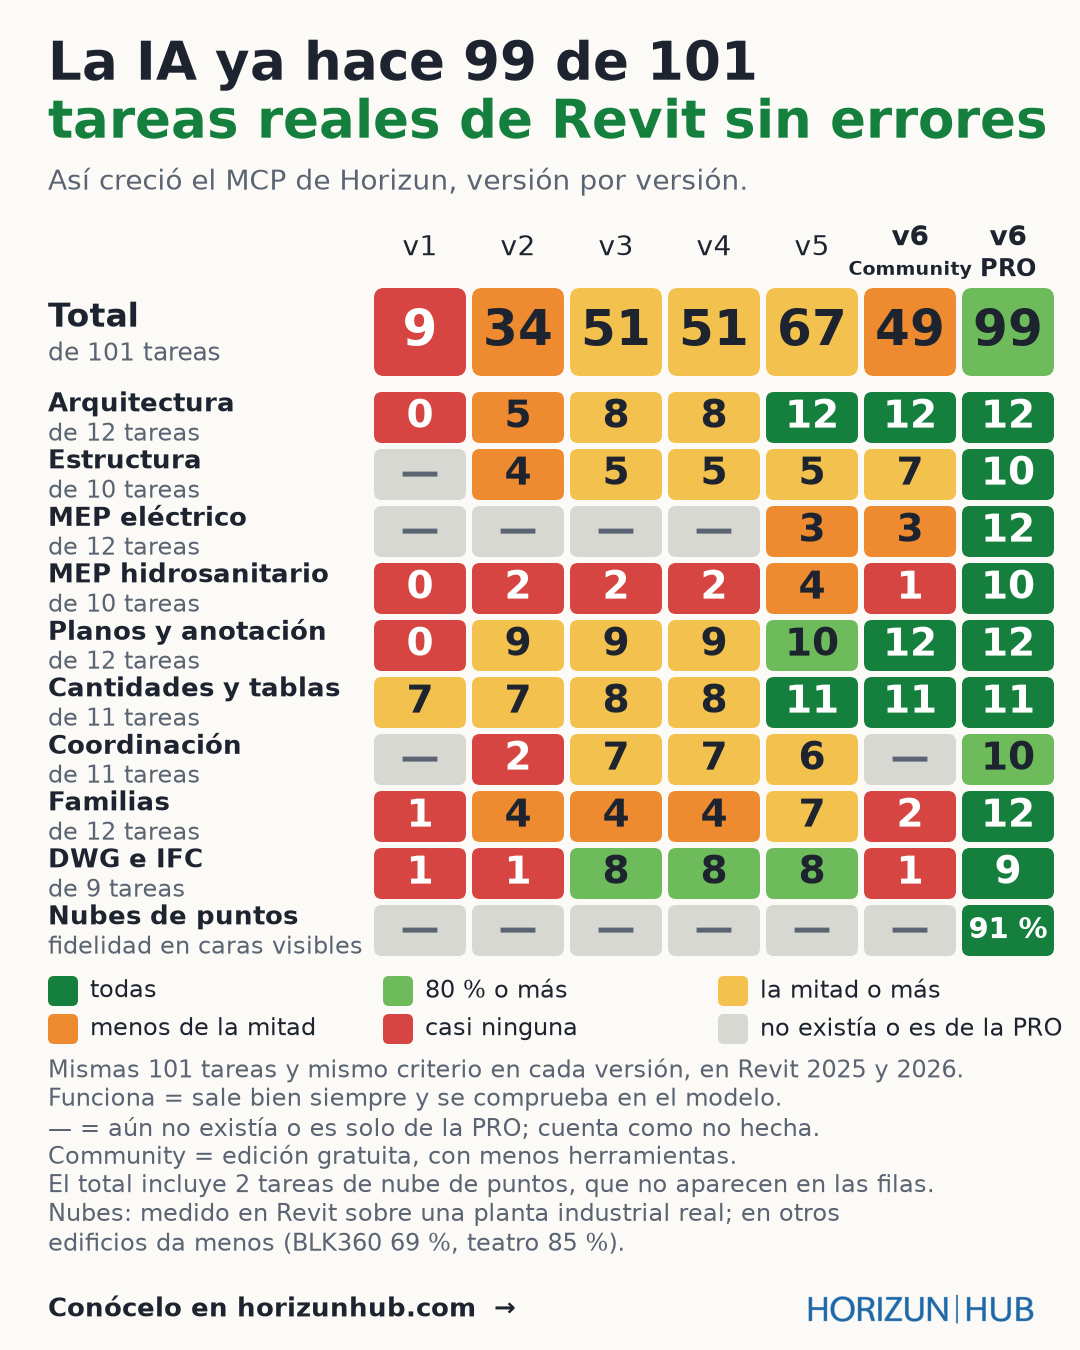 La IA ya hace 99 de 101
tareas reales de Revit sin errores
Así creció el MCP de Horizun, versión por versión.
v1 v2 v3 v4 v5 v6 Community v6 PRO
Total
de 101 tareas
9 34 51 51 67 49 99
Arquitectura
de 12 tareas
0 5 8 8 12 12 12
Estructura
de 10 tareas
— 4 5 5 5 7 10
MEP eléctrico
de 12 tareas
— — — — 3 3 12
MEP hidrosanitario
de 10 tareas
0 2 2 2 4 1 10
Planos y anotación
de 12 tareas
0 9 9 9 10 12 12
Cantidades y tablas
de 11 tareas
7 7 8 8 11 11 11
Coordinación
de 11 tareas
— 2 7 7 6 — 10
Familias
de 12 tareas
1 4 4 4 7 2 12
DWG e IFC
de 9 tareas
1 1 8 8 8 1 9
Nubes de puntos
fidelidad en caras visibles
— — — — — — 91 %
todas 80 % o más la mitad o más
menos de la mitad casi ninguna no existía o es de la PRO
Mismas 101 tareas y mismo criterio en cada versión, en Revit 2025 y 2026.
Funciona = sale bien siempre y se comprueba en el modelo.
— = aún no existía o es solo de la PRO; cuenta como no hecha.
Community = edición gratuita, con menos herramientas.
El total incluye 2 tareas de nube de puntos, que no aparecen en las filas.
Nubes: medido en Revit sobre una planta industrial real; en otros
edificios da menos (BLK360 69 %, teatro 85 %).
Conócelo en horizunhub.com →
HORIZUN|HUB